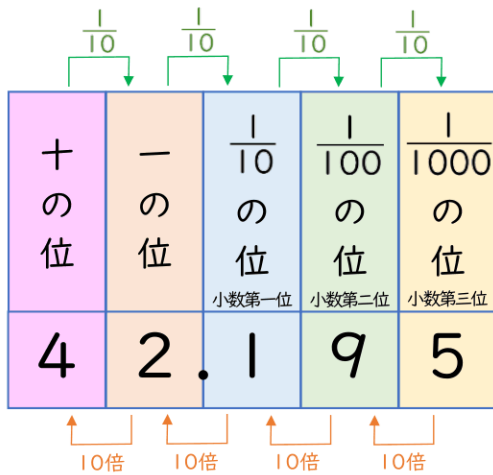 1/10 1/10 1/10 1/10
十の位 一の位 1/10の位 1/100の位 1/1000の位
小数第一位 小数第二位 小数第三位
4 2 . 1 9 5
10倍 10倍 10倍 10倍